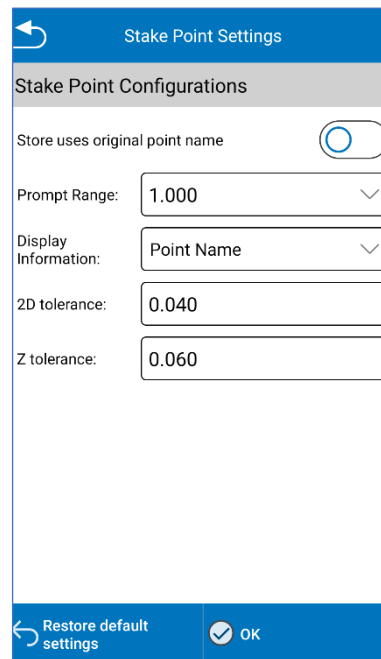 Stake Point Settings
Stake Point Configurations
Store uses original point name
Prompt Range: 1.000
Display
Information: Point Name
2D tolerance: 0.040
Z tolerance: 0.060
Restore default
settings
OK